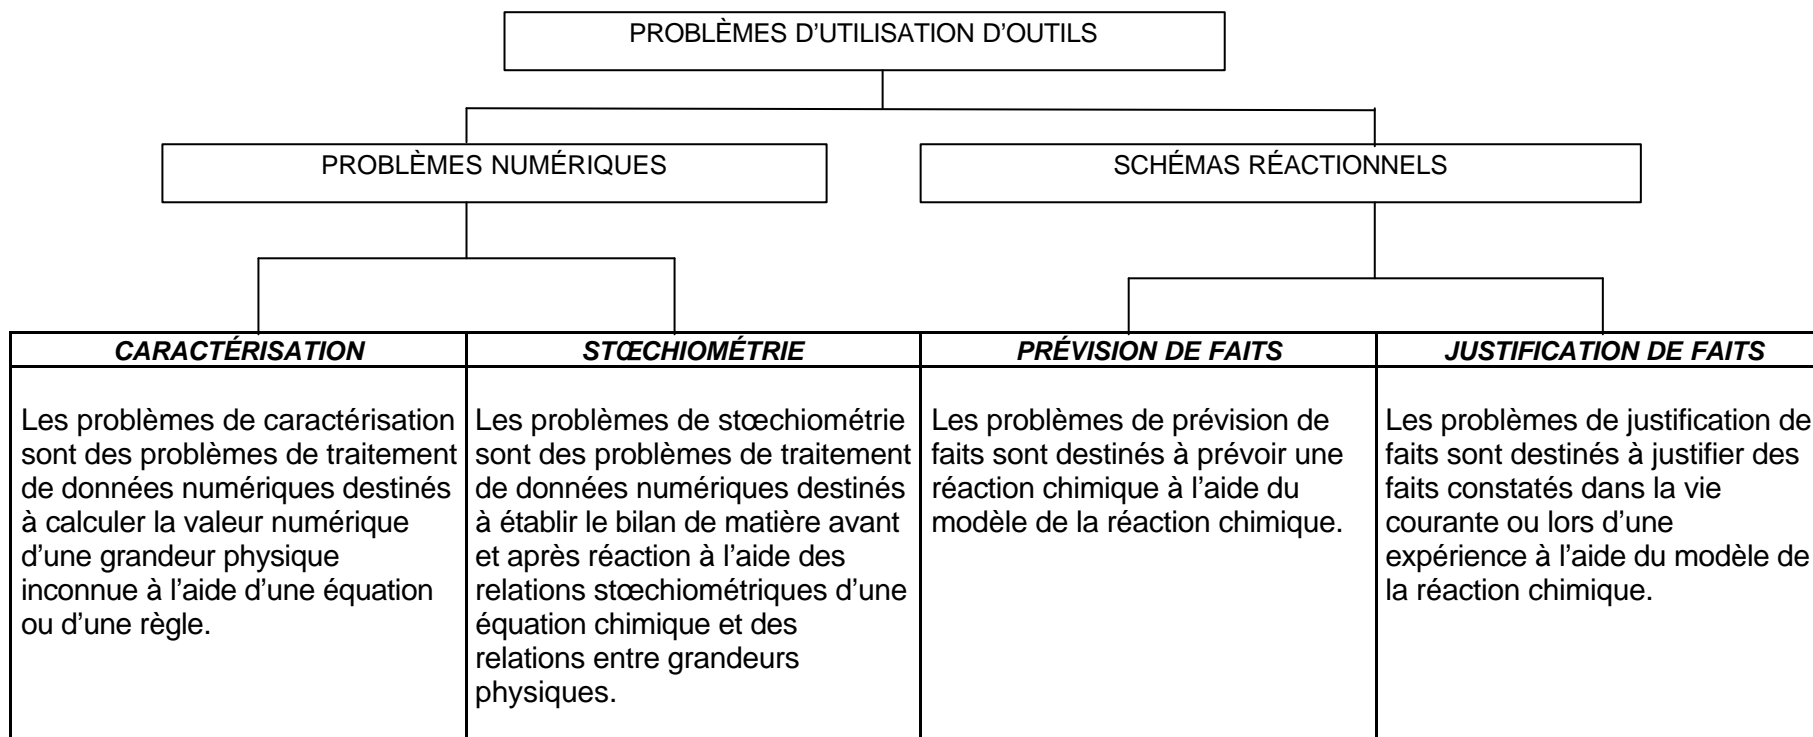 PROBLÈMES D’UTILISATION D’OUTILS
PROBLÈMES NUMÉRIQUES
SCHÉMAS RÉACTIONNELS
CARACTÉRISATION
Les problèmes de caractérisation
sont des problèmes de traitement
de données numériques destinés
à calculer la valeur numérique
d’une grandeur physique
inconnue à l’aide d’une équation
ou d’une règle.
STŒCHIOMÉTRIE
Les problèmes de stœchiométrie
sont des problèmes de traitement
de données numériques destinés
à établir le bilan de matière avant
et après réaction à l’aide des
relations stœchiométriques d’une
équation chimique et des
relations entre grandeurs
physiques.
PRÉVISION DE FAITS
Les problèmes de prévision de
faits sont destinés à prévoir une
réaction chimique à l’aide du
modèle de la réaction chimique.
JUSTIFICATION DE FAITS
Les problèmes de justification de
faits sont destinés à justifier des
faits constatés dans la vie
courante ou lors d’une
expérience à l’aide du modèle de
la réaction chimique.